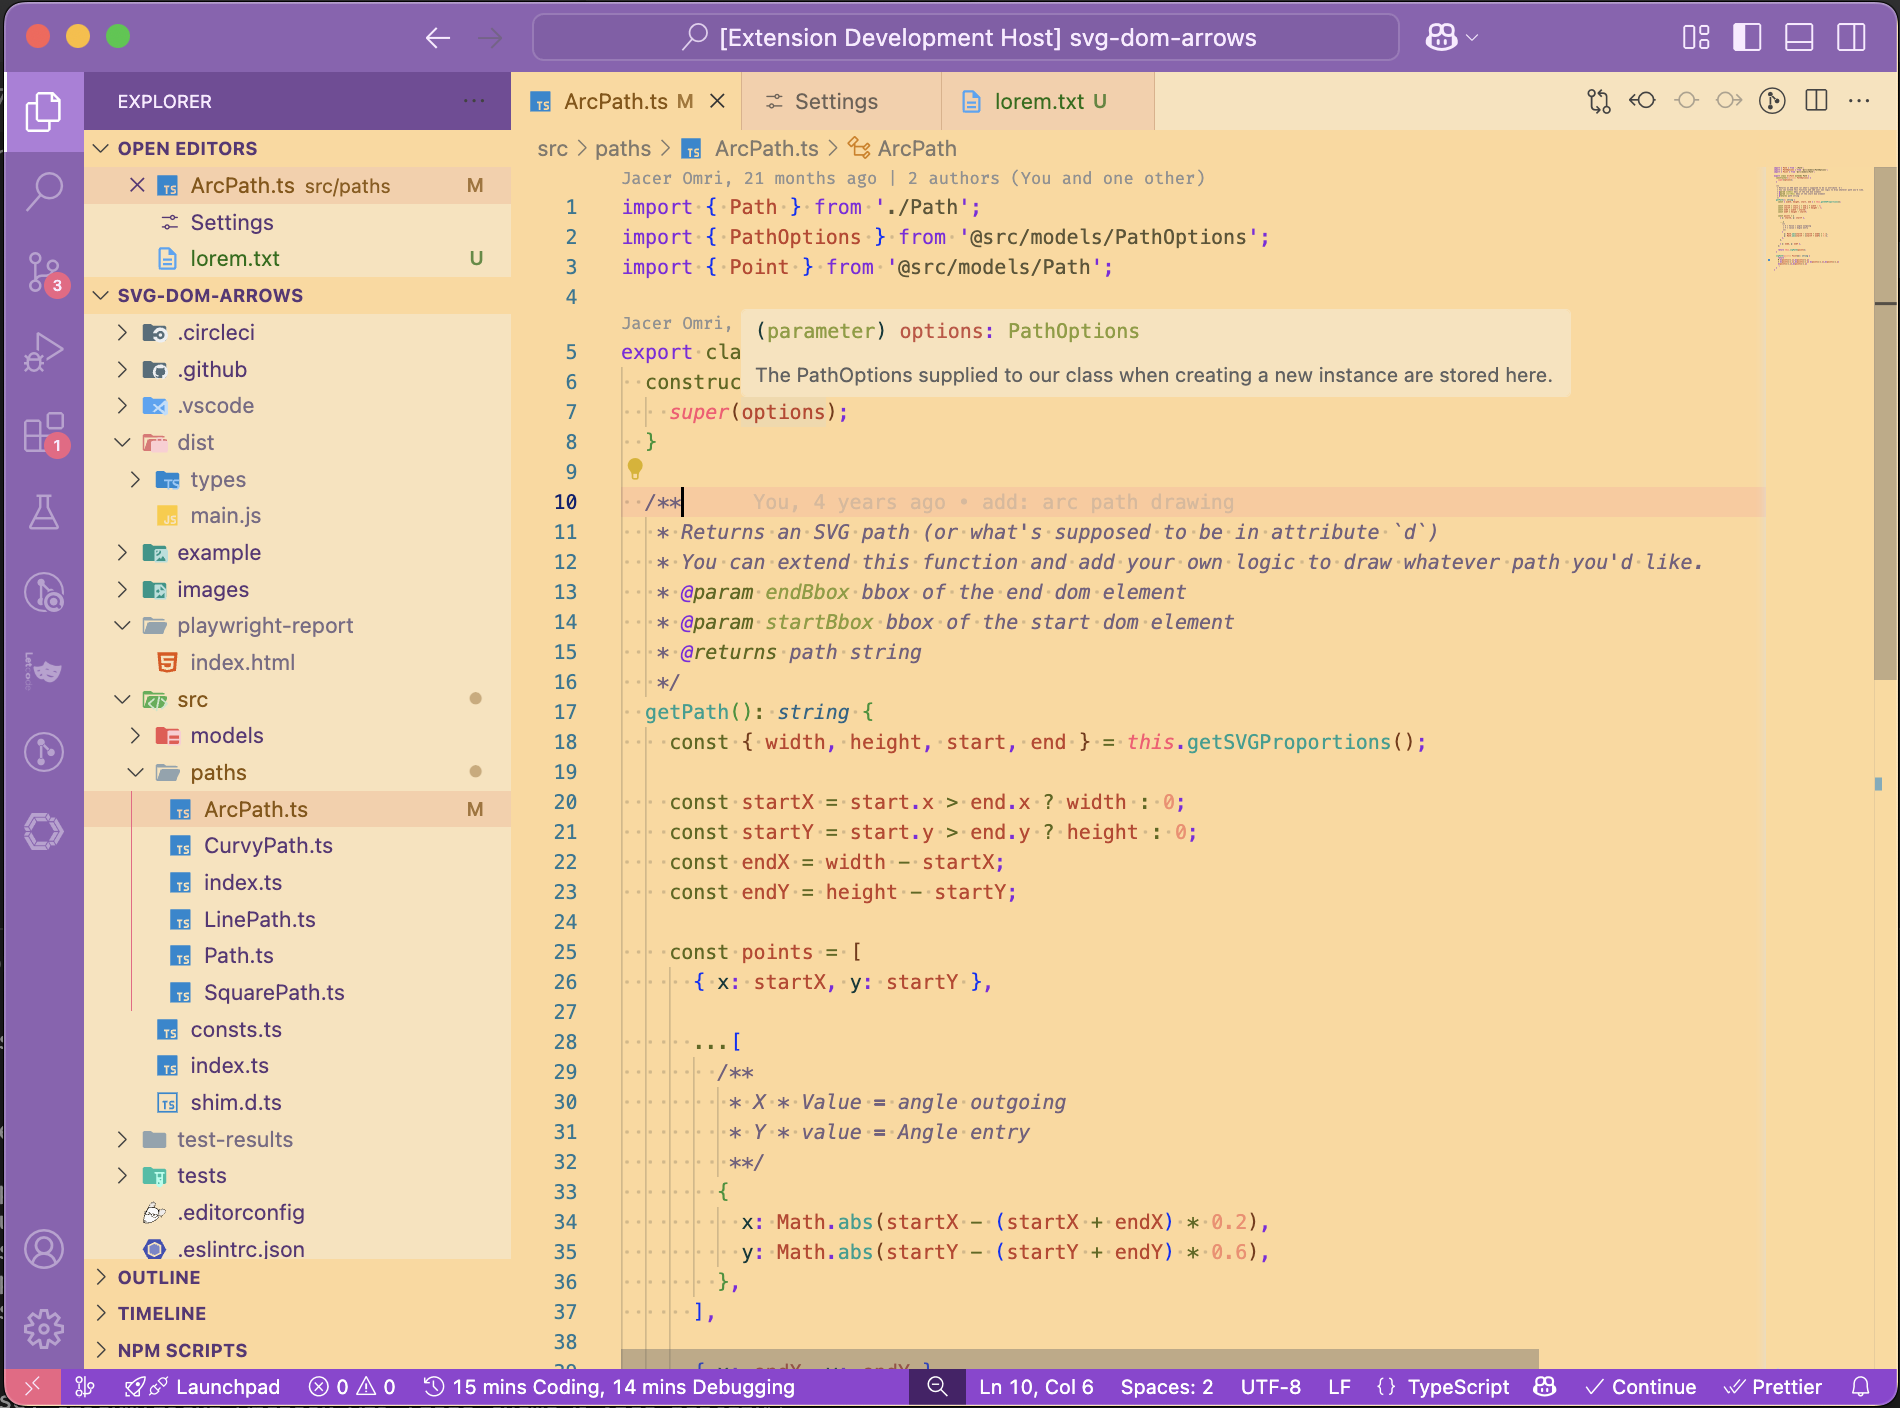 [Extension Development Host] svg-dom-arrows
EXPLORER
OPEN EDITORS
ArcPath.ts src/paths M
Settings
lorem.txt U
SVG-DOM-ARROWS
.circleci
.github
.vscode
dist
types
main.js
example
images
playwright-report
index.html
src
models
paths
ArcPath.ts M
CurvyPath.ts
index.ts
LinePath.ts
Path.ts
SquarePath.ts
consts.ts
index.ts
shim.d.ts
test-results
tests
.editorconfig
.eslintrc.json
OUTLINE
TIMELINE
NPM SCRIPTS
3
1
ArcPath.ts M
Settings
lorem.txt U
src > paths > ArcPath.ts > ArcPath
Jacer Omri, 21 months ago | 2 authors (You and one other)
1 import { Path } from './Path';
2 import { PathOptions } from '@src/models/PathOptions';
3 import { Point } from '@src/models/Path';
4
Jacer Omri,
(parameter) options: PathOptions
The PathOptions supplied to our class when creating a new instance are stored here.
5 export cla
6 construc
7 super(options);
8 }
9
10 /** You, 4 years ago • add: arc path drawing
11 * Returns an SVG path (or what's supposed to be in attribute `d`)
12 * You can extend this function and add your own logic to draw whatever path you'd like.
13 * @param endBbox bbox of the end dom element
14 * @param startBbox bbox of the start dom element
15 * @returns path string
16 */
17 getPath(): string {
18 const { width, height, start, end } = this.getSVGProportions();
19
20 const startX = start.x > end.x ? width : 0;
21 const startY = start.y > end.y ? height : 0;
22 const endX = width - startX;
23 const endY = height - startY;
24
25 const points = [
26 { x: startX, y: startY },
27
28 ...[
29 /**
30 * X * Value = angle outgoing
31 * Y * value = Angle entry
32 **/
33 {
34 x: Math.abs(startX - (startX + endX) * 0.2),
35 y: Math.abs(startY - (startY + endY) * 0.6),
36 },
37 ],
38
Launchpad 0 0 15 mins Coding, 14 mins Debugging Ln 10, Col 6 Spaces: 2 UTF-8 LF {} TypeScript Continue Prettier